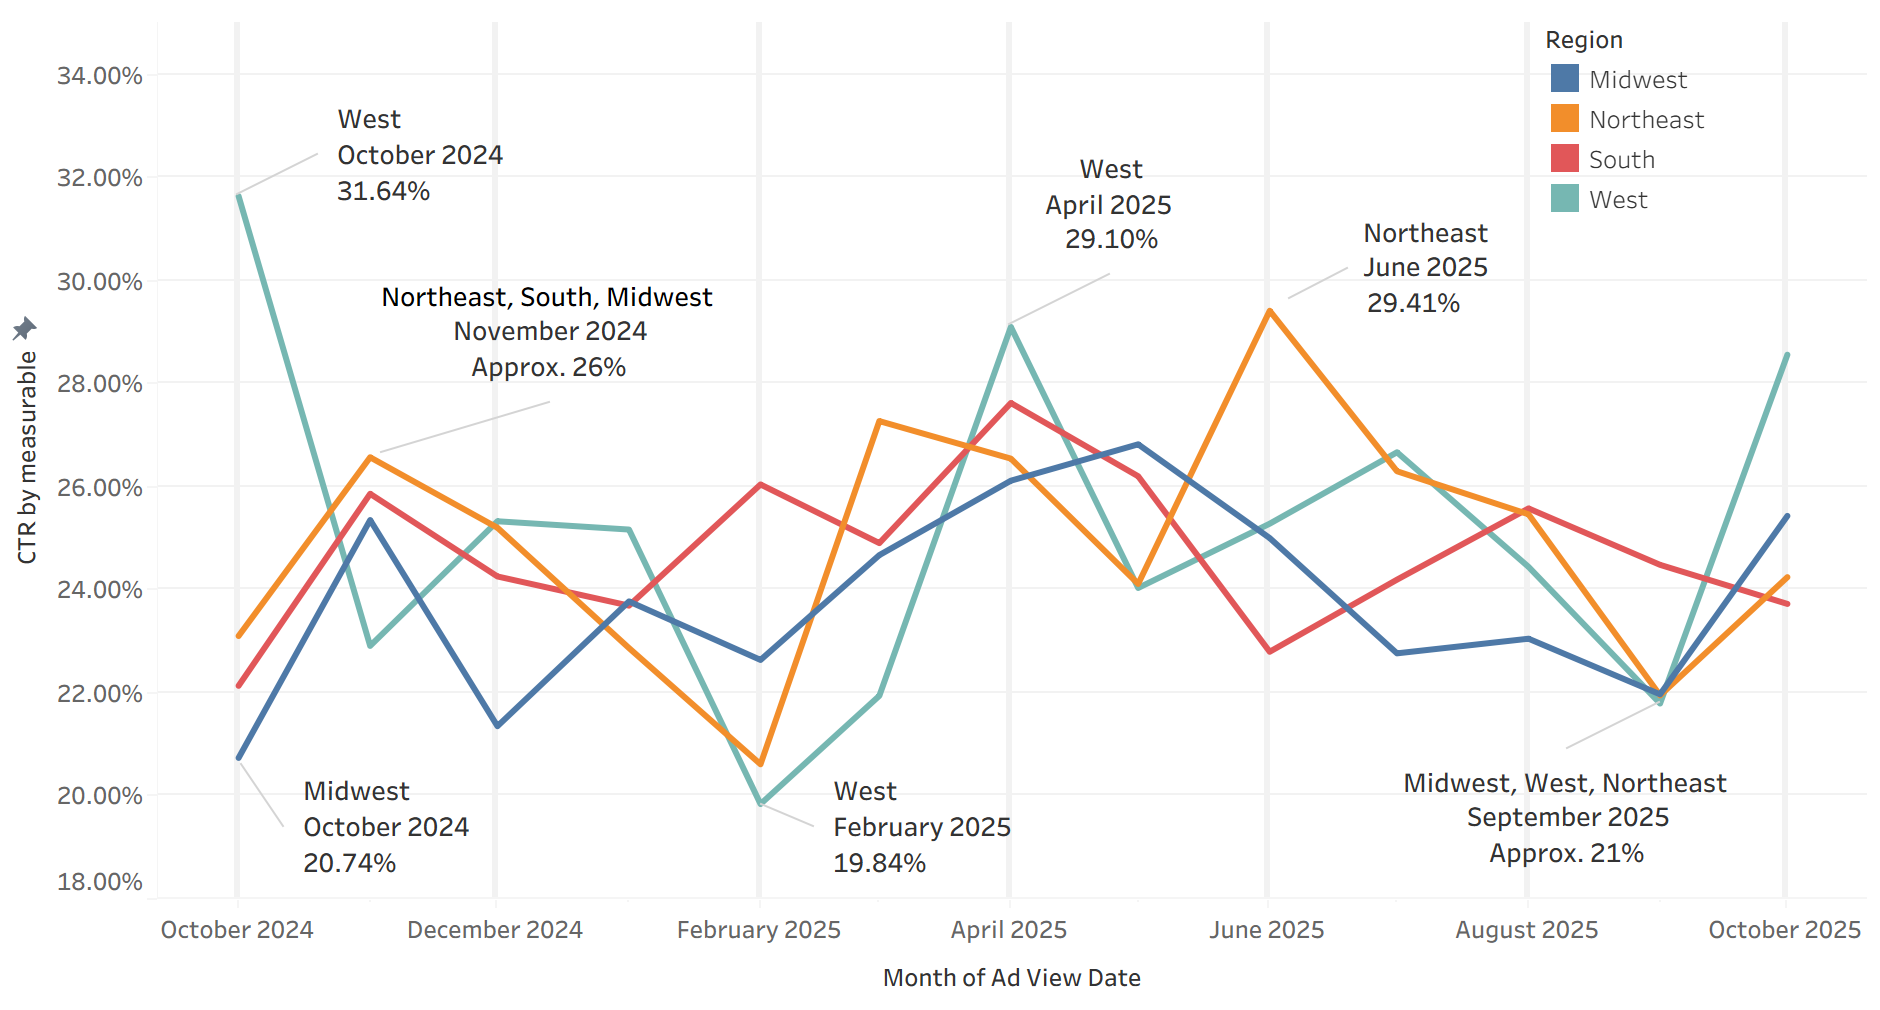 Region
Midwest
Northeast
South
West
34.00%
32.00%
30.00%
28.00%
26.00%
24.00%
22.00%
20.00%
18.00%
CTR by measurable
West
October 2024
31.64%
Northeast, South, Midwest
November 2024
Approx. 26%
West
April 2025
29.10%
Northeast
June 2025
29.41%
Midwest
October 2024
20.74%
West
February 2025
19.84%
Midwest, West, Northeast
September 2025
Approx. 21%
October 2024
December 2024
February 2025
April 2025
June 2025
August 2025
October 2025
Month of Ad View Date